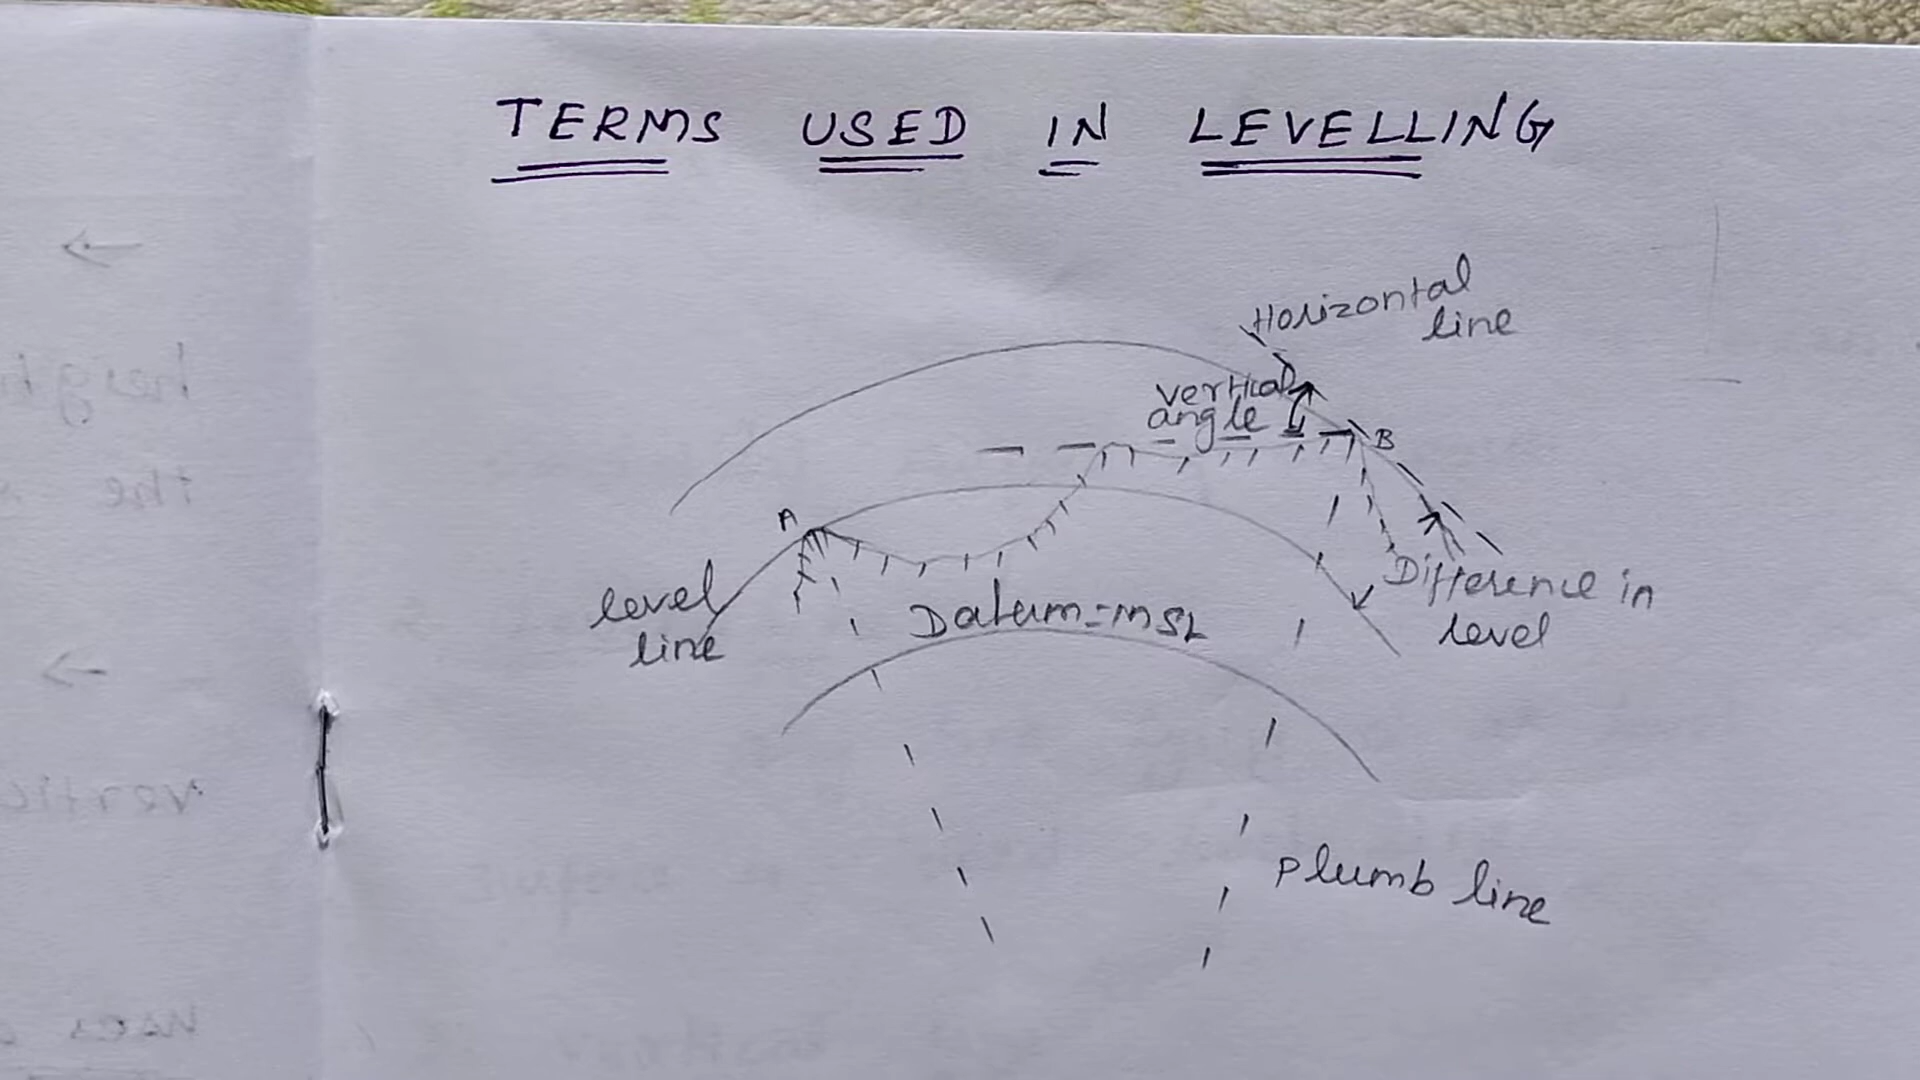 TERMS USED IN LEVELLING
Horizontal
line
vertical
angle
B
A
level
line
Datum = MSL
Difference in
level
Plumb line